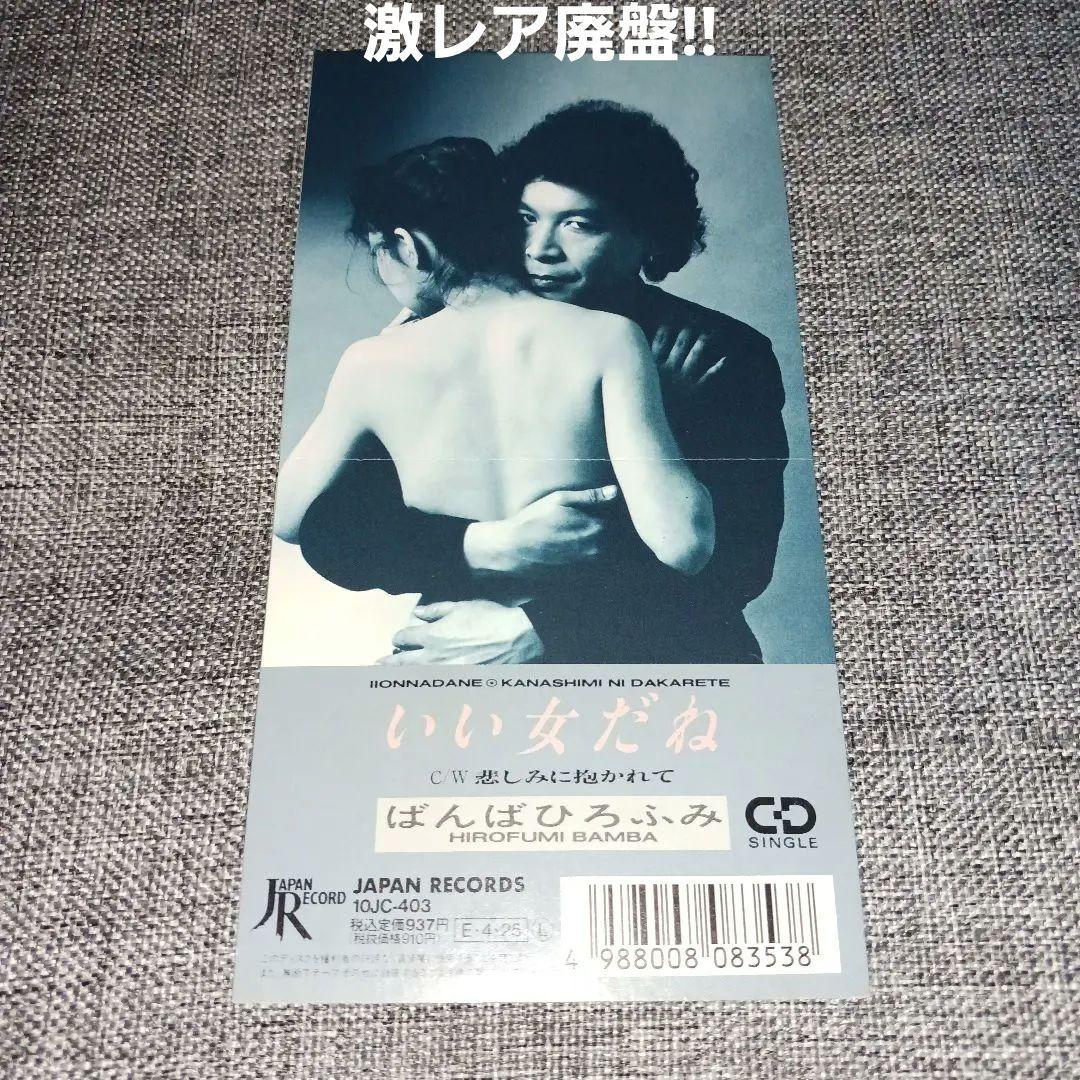 激レア廃盤!!
IIONNADANE⦿KANASHIMI NI DAKARETE
いい女だね
C/W 悲しみに抱かれて
ばんばひろふみ
HIROFUMI BAMBA
CD
SINGLE
JAPAN RECORD
JAPAN RECORDS
10JC-403
税込定価937円
(税抜価格910円)
E・4・25 L
4 988008 083538